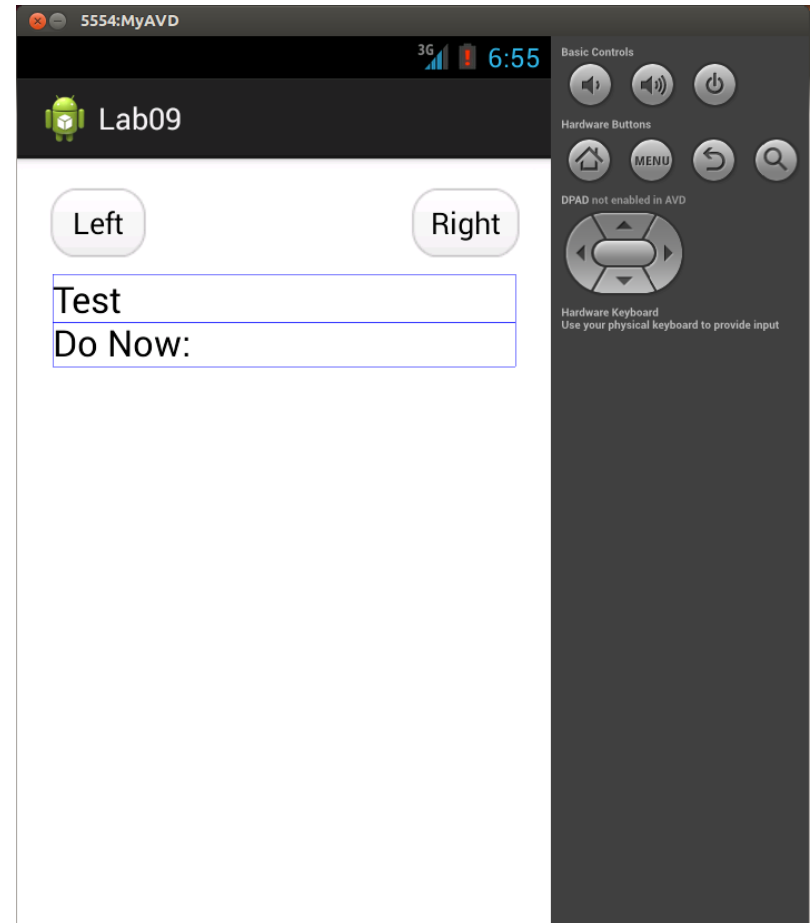 5554:MyAVD
3G 6:55
Lab09
Left Right
Test
Do Now:
Basic Controls
Hardware Buttons
MENU
DPAD not enabled in AVD
Hardware Keyboard
Use your physical keyboard to provide input